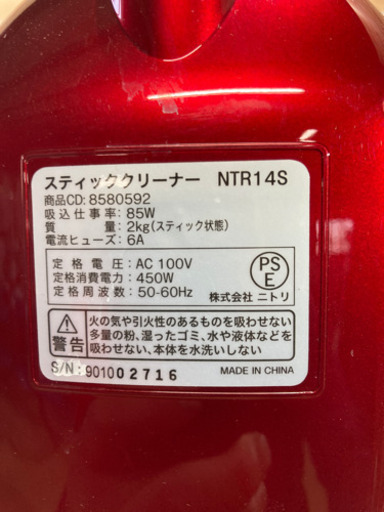 スティッククリーナー NTR14S
商品CD:8580592
吸込仕事率:85W
質 量:2kg(スティック状態)
電流ヒューズ:6A
定格電圧:AC 100V
定格消費電力:450W
定格周波数:50-60Hz
PS
E
株式会社 ニトリ
警告
火の気や引火性のあるものを吸わせない
多量の粉、湿ったゴミ、水や液体などを
吸わせない、本体を水洗いしない
S/N:901002716
MADE IN CHINA